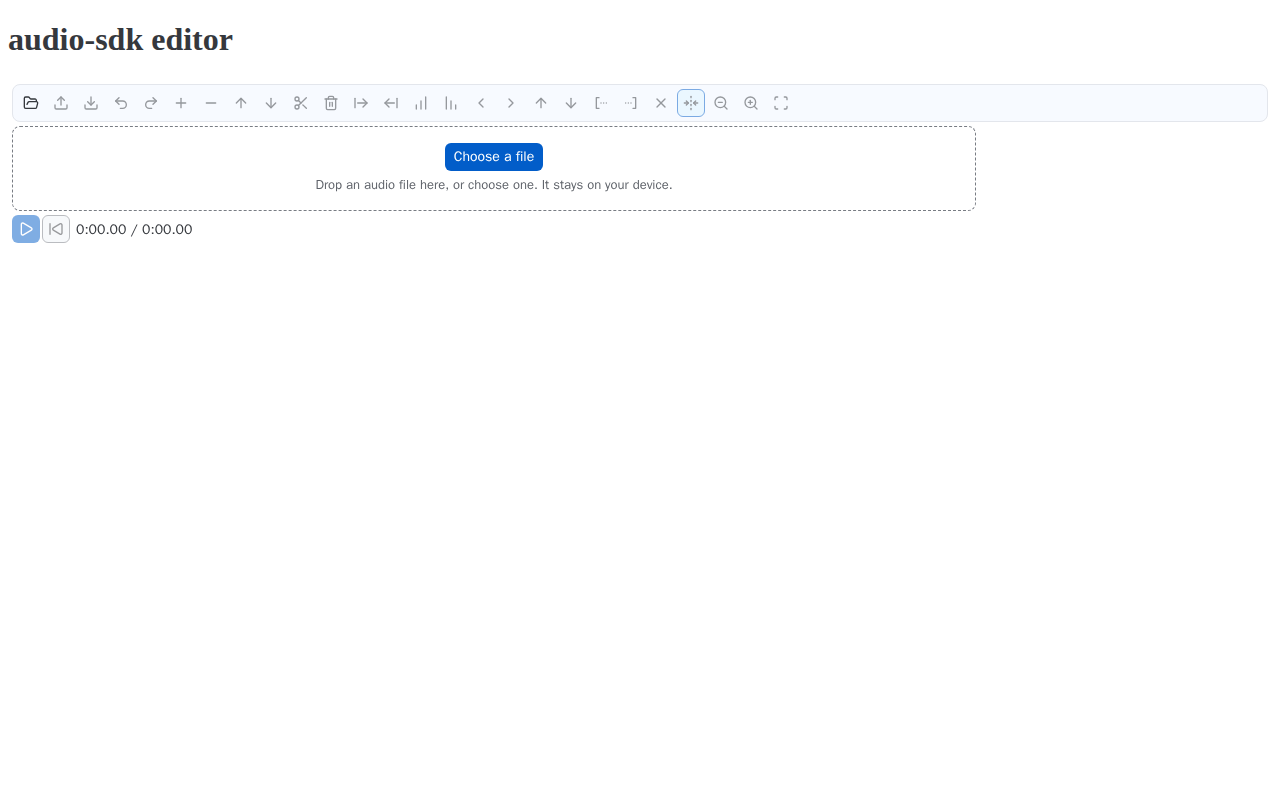 audio-sdk editor
Choose a file
Drop an audio file here, or choose one. It stays on your device.
0:00.00 / 0:00.00